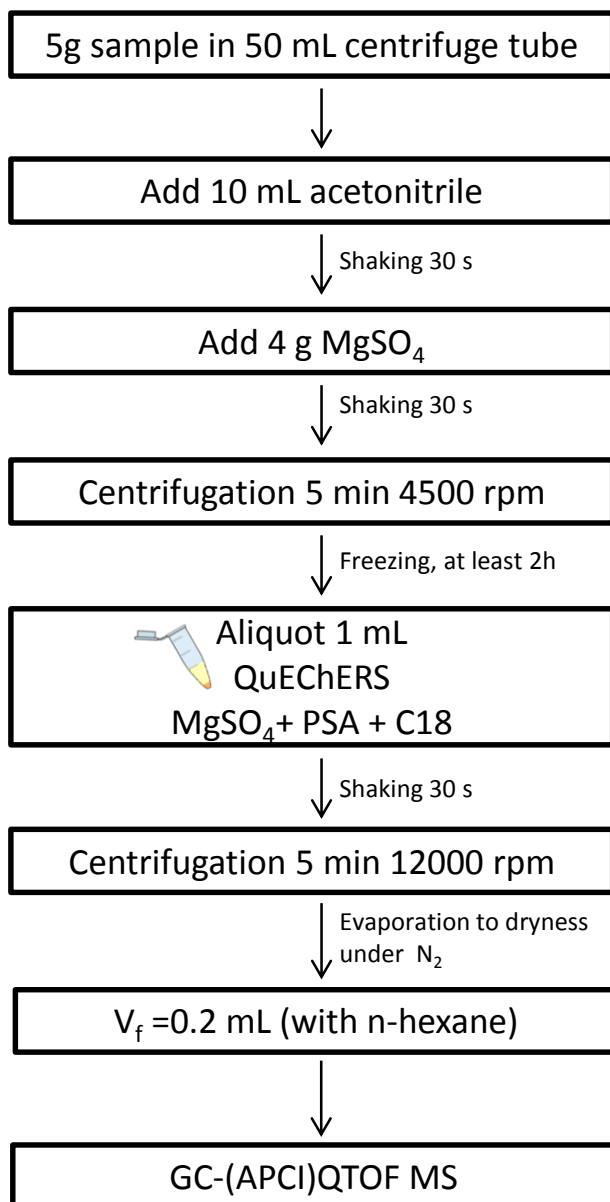 5g sample in 50 mL centrifuge tube
Add 10 mL acetonitrile
Shaking 30 s
Add 4 g MgSO₄
Shaking 30 s
Centrifugation 5 min 4500 rpm
Freezing, at least 2h
Aliquot 1 mL
QuEChERS
MgSO₄+ PSA + C18
Shaking 30 s
Centrifugation 5 min 12000 rpm
Evaporation to dryness
under N₂
V_f =0.2 mL (with n-hexane)
GC-(APCI)QTOF MS